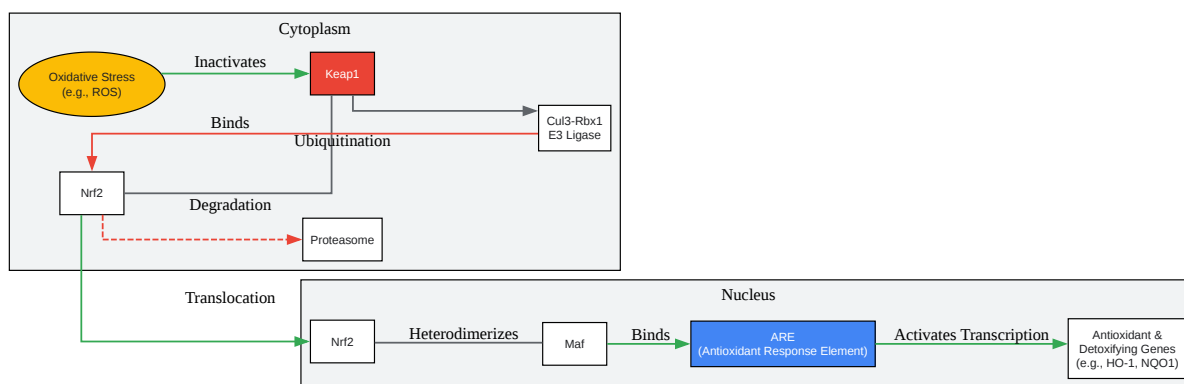 Cytoplasm
Inactivates
Oxidative Stress
(e.g., ROS)
Keap1
Cul3-Rbx1
E3 Ligase
Binds
Ubiquitination
Nrf2
Degradation
Proteasome
Translocation
Nucleus
Nrf2
Heterodimerizes
Maf
Binds
ARE
(Antioxidant Response Element)
Activates Transcription
Antioxidant &
Detoxifying Genes
(e.g., HO-1, NQO1)